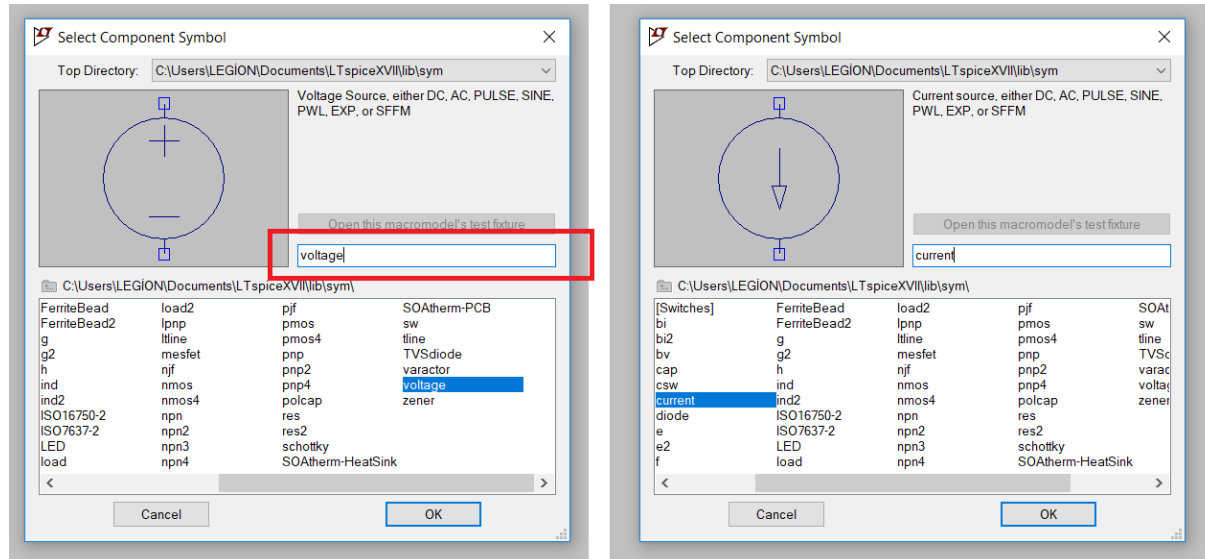 Select Component Symbol
Top Directory: C:\Users\LEGİON\Documents\LTspiceXVII\lib\sym
Voltage Source, either DC, AC, PULSE, SINE,
PWL, EXP, or SFFM
Open this macromodel's test fixture
voltage
C:\Users\LEGİON\Documents\LTspiceXVII\lib\sym\
FerriteBead load2 pjf SOAtherm-PCB
FerriteBead2 lpnp pmos sw
g ltline pmos4 tline
g2 mesfet pnp TVSdiode
h njf pnp2 varactor
ind nmos pnp4 voltage
ind2 nmos4 polcap zener
ISO16750-2 npn res
ISO7637-2 npn2 res2
LED npn3 schottky
load npn4 SOAtherm-HeatSink
Cancel OK
Select Component Symbol
Top Directory: C:\Users\LEGİON\Documents\LTspiceXVII\lib\sym
Current source, either DC, AC, PULSE, SINE,
PWL, EXP, or SFFM
Open this macromodel's test fixture
current
C:\Users\LEGİON\Documents\LTspiceXVII\lib\sym\
[Switches] FerriteBead load2 pjf SOAt
bi FerriteBead2 lpnp pmos sw
bi2 g ltline pmos4 tline
bv g2 mesfet pnp TVSc
cap h njf pnp2 varac
csw ind nmos pnp4 voltag
current ind2 nmos4 polcap zener
diode ISO16750-2 npn res
e ISO7637-2 npn2 res2
e2 LED npn3 schottky
f load npn4 SOAtherm-HeatSink
Cancel OK